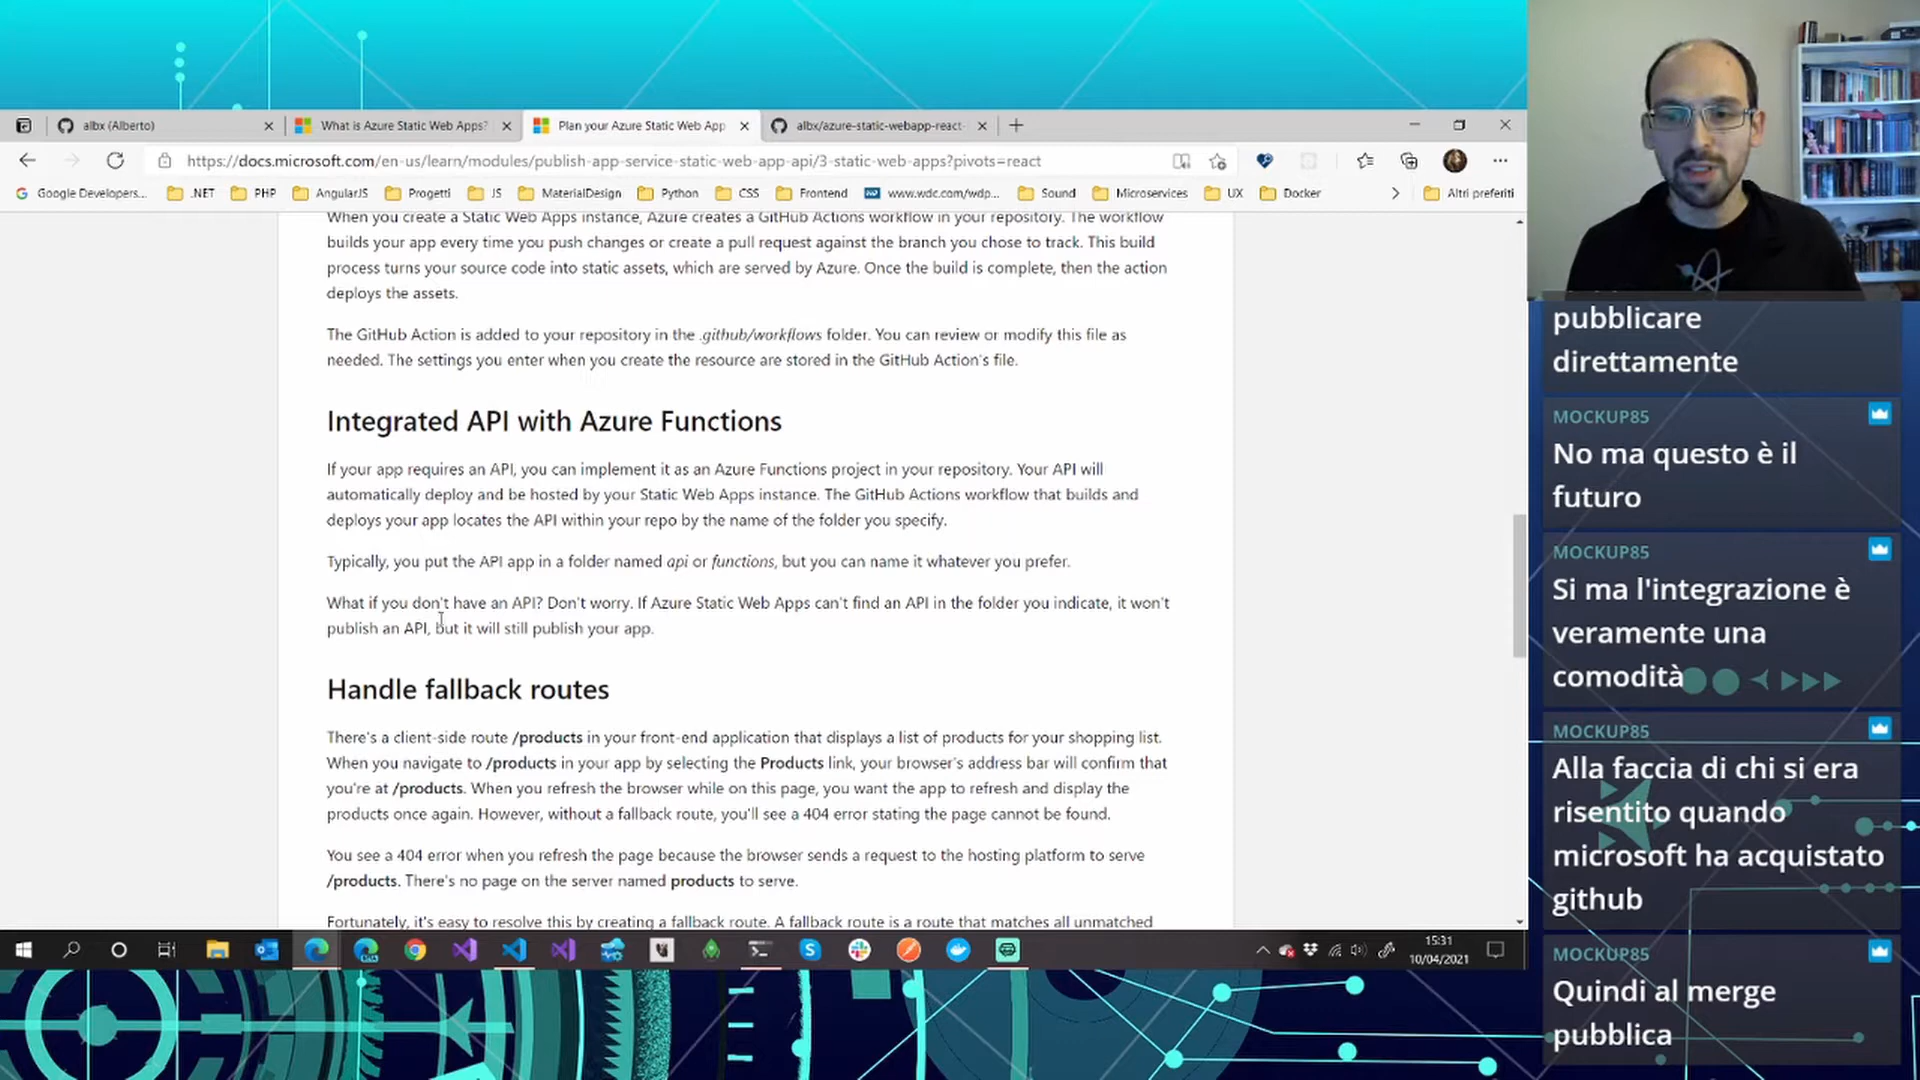 albx (Alberto)
What is Azure Static Web Apps?
Plan your Azure Static Web App
albx/azure-static-webapp-react-
https://docs.microsoft.com/en-us/learn/modules/publish-app-service-static-web-app-api/3-static-web-apps?pivots=react
Google Developers... .NET PHP AngularJS Progetti JS MaterialDesign Python CSS Frontend www.wdc.com/wdp... Sound Microservices UX Docker Altri preferiti
When you create a Static Web Apps instance, Azure creates a GitHub Actions workflow in your repository. The workflow
builds your app every time you push changes or create a pull request against the branch you chose to track. This build
process turns your source code into static assets, which are served by Azure. Once the build is complete, then the action
deploys the assets.
The GitHub Action is added to your repository in the .github/workflows folder. You can review or modify this file as
needed. The settings you enter when you create the resource are stored in the GitHub Action's file.
Integrated API with Azure Functions
If your app requires an API, you can implement it as an Azure Functions project in your repository. Your API will
automatically deploy and be hosted by your Static Web Apps instance. The GitHub Actions workflow that builds and
deploys your app locates the API within your repo by the name of the folder you specify.
Typically, you put the API app in a folder named api or functions, but you can name it whatever you prefer.
What if you don't have an API? Don't worry. If Azure Static Web Apps can't find an API in the folder you indicate, it won't
publish an API, but it will still publish your app.
Handle fallback routes
There's a client-side route /products in your front-end application that displays a list of products for your shopping list.
When you navigate to /products in your app by selecting the Products link, your browser's address bar will confirm that
you're at /products. When you refresh the browser while on this page, you want the app to refresh and display the
products once again. However, without a fallback route, you'll see a 404 error stating the page cannot be found.
You see a 404 error when you refresh the page because the browser sends a request to the hosting platform to serve
/products. There's no page on the server named products to serve.
Fortunately, it's easy to resolve this by creating a fallback route. A fallback route is a route that matches all unmatched
15:31
10/04/2021
pubblicare
direttamente
MOCKUP85
No ma questo è il
futuro
MOCKUP85
Si ma l'integrazione è
veramente una
comodità
MOCKUP85
Alla faccia di chi si era
risentito quando
microsoft ha acquistato
github
MOCKUP85
Quindi al merge
pubblica